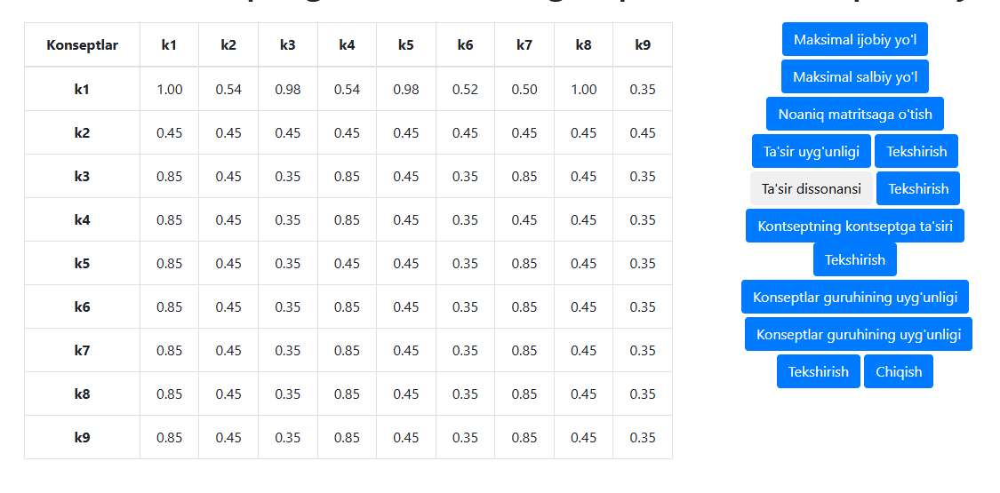 Konseptlar k1 k2 k3 k4 k5 k6 k7 k8 k9
k1 1.00 0.54 0.98 0.54 0.98 0.52 0.50 1.00 0.35
k2 0.45 0.45 0.45 0.45 0.45 0.45 0.45 0.45 0.45
k3 0.85 0.45 0.35 0.85 0.45 0.35 0.85 0.45 0.35
k4 0.85 0.45 0.35 0.85 0.45 0.35 0.45 0.45 0.35
k5 0.85 0.45 0.35 0.45 0.45 0.35 0.85 0.45 0.35
k6 0.85 0.45 0.35 0.85 0.45 0.35 0.85 0.45 0.35
k7 0.85 0.45 0.35 0.85 0.45 0.35 0.85 0.45 0.35
k8 0.85 0.45 0.35 0.85 0.45 0.35 0.85 0.45 0.35
k9 0.85 0.45 0.35 0.85 0.45 0.35 0.85 0.45 0.35
Maksimal ijobiy yo'l
Maksimal salbiy yo'l
Noaniq matritsaga o'tish
Ta'sir uyg'unligi Tekshirish
Ta'sir dissonansi Tekshirish
Kontseptning kontseptga ta'siri
Tekshirish
Konseptlar guruhining uyg'unligi
Konseptlar guruhining uyg'unligi
Tekshirish Chiqish